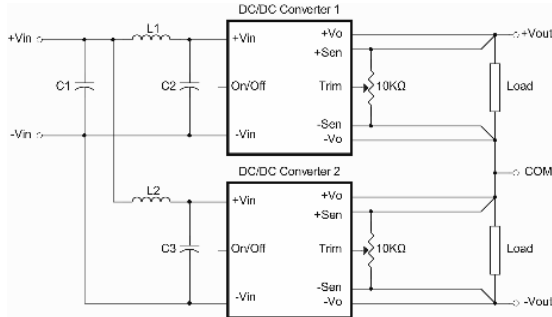 DC/DC Converter 1
+Vin
L1
+Vin
+Vo
+Vout
+Sen
C1
C2
On/Off
Trim
10KΩ
Load
-Sen
-Vin
-Vin
-Vo
DC/DC Converter 2
COM
L2
+Vin
+Vo
+Sen
C3
On/Off
Trim
10KΩ
Load
-Sen
-Vin
-Vo
-Vout